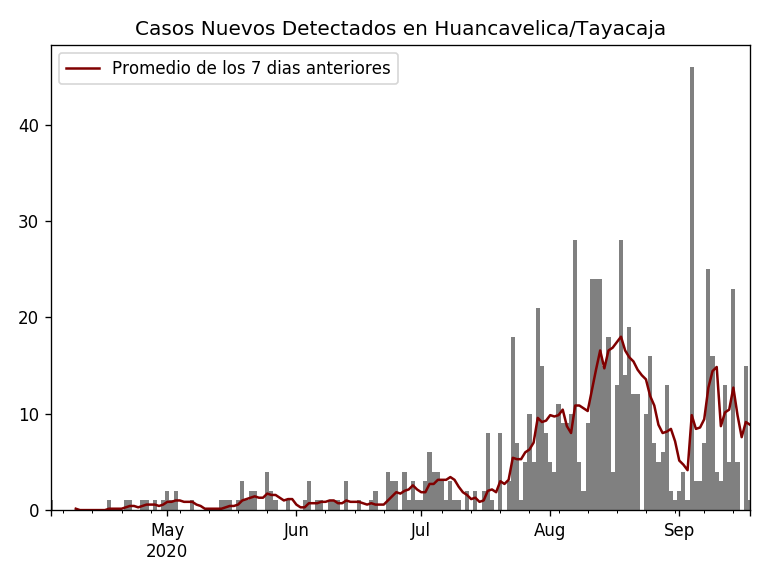 Casos Nuevos Detectados en Huancavelica/Tayacaja
Promedio de los 7 dias anteriores
40
30
20
10
0
May Jun Jul Aug Sep
2020